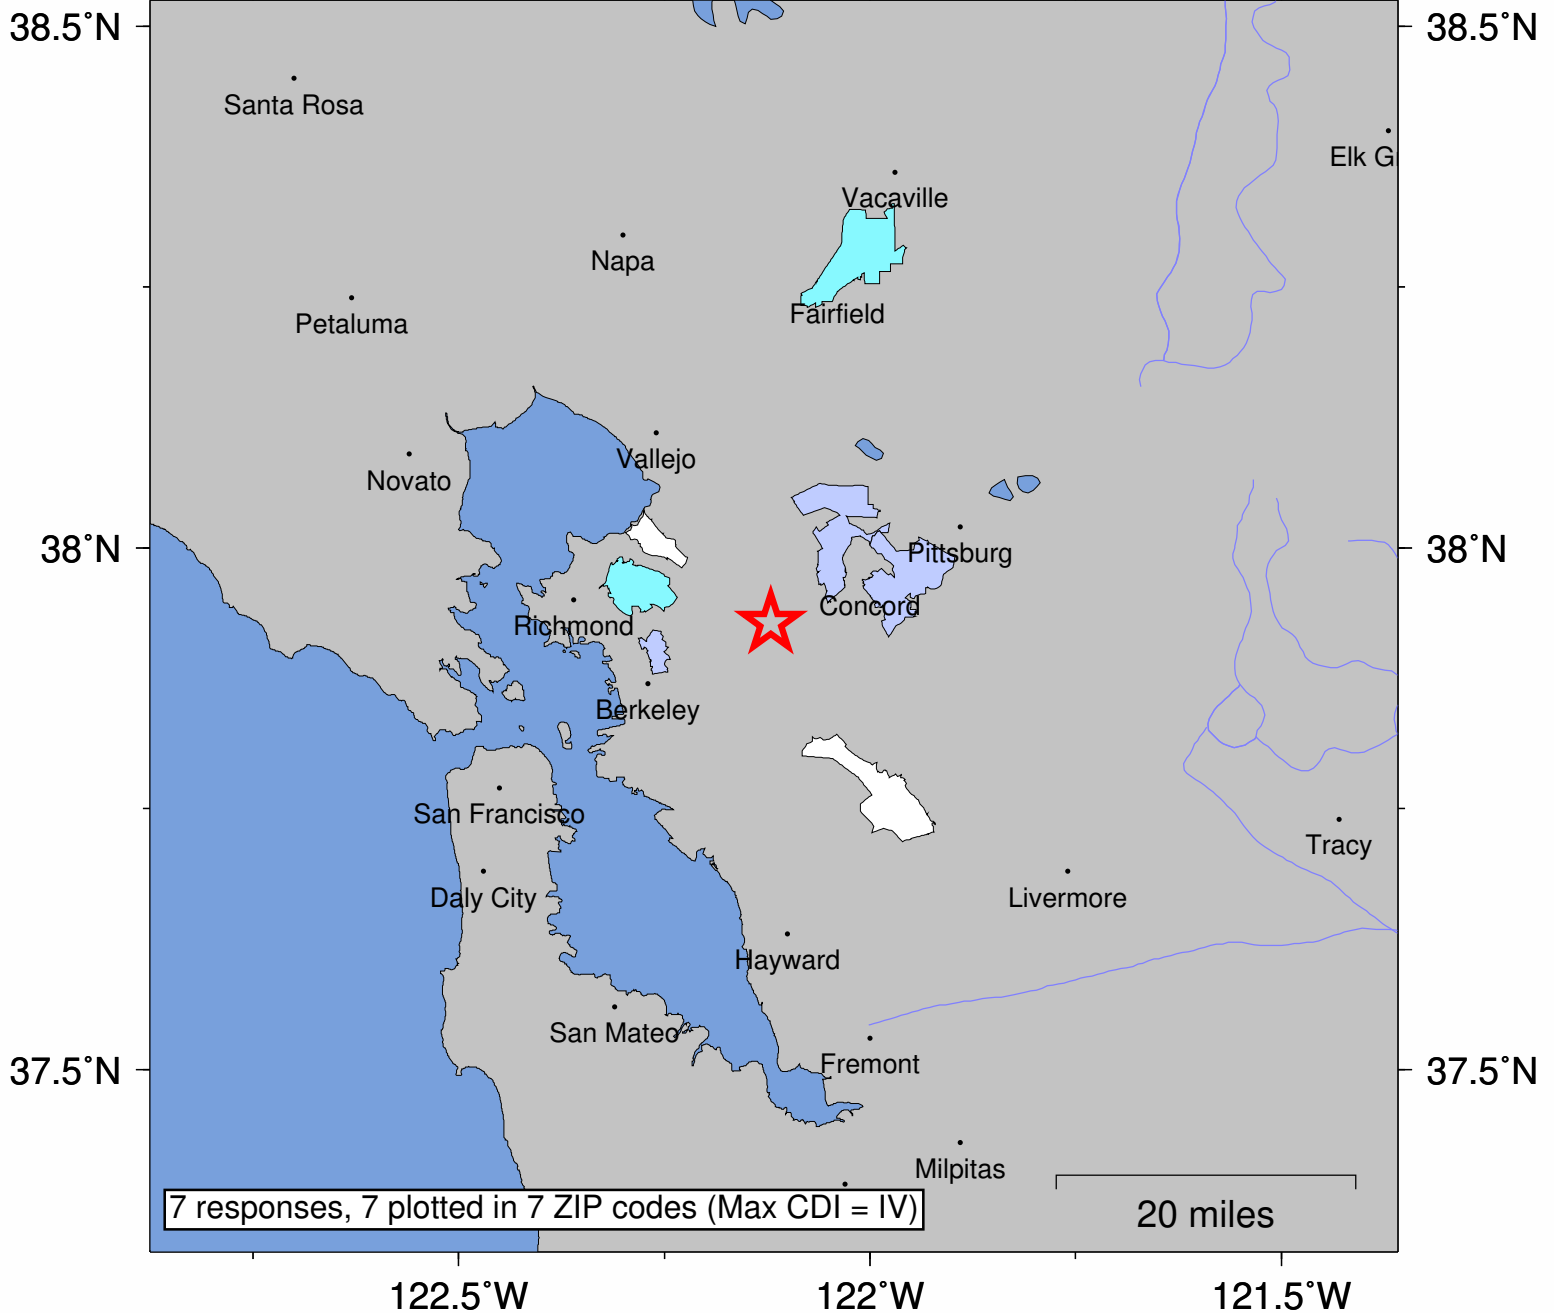 38.5˚N
38.5˚N
Santa Rosa
Elk G
Vacaville
Napa
Fairfield
Petaluma
Vallejo
Novato
38˚N
Pittsburg
38˚N
Concord
Richmond
Berkeley
San Francisco
Tracy
Daly City
Livermore
Hayward
San Mateo
Fremont
37.5˚N
37.5˚N
Milpitas
7 responses, 7 plotted in 7 ZIP codes (Max CDI = IV)
20 miles
122.5˚W
122˚W
121.5˚W